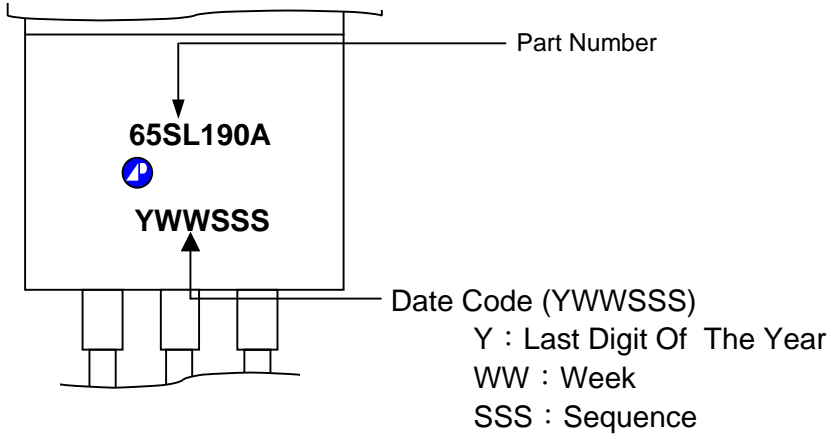 Part Number
65SL190A
YWWSSS
Date Code (YWWSSS)
Y：Last Digit Of The Year
WW：Week
SSS：Sequence